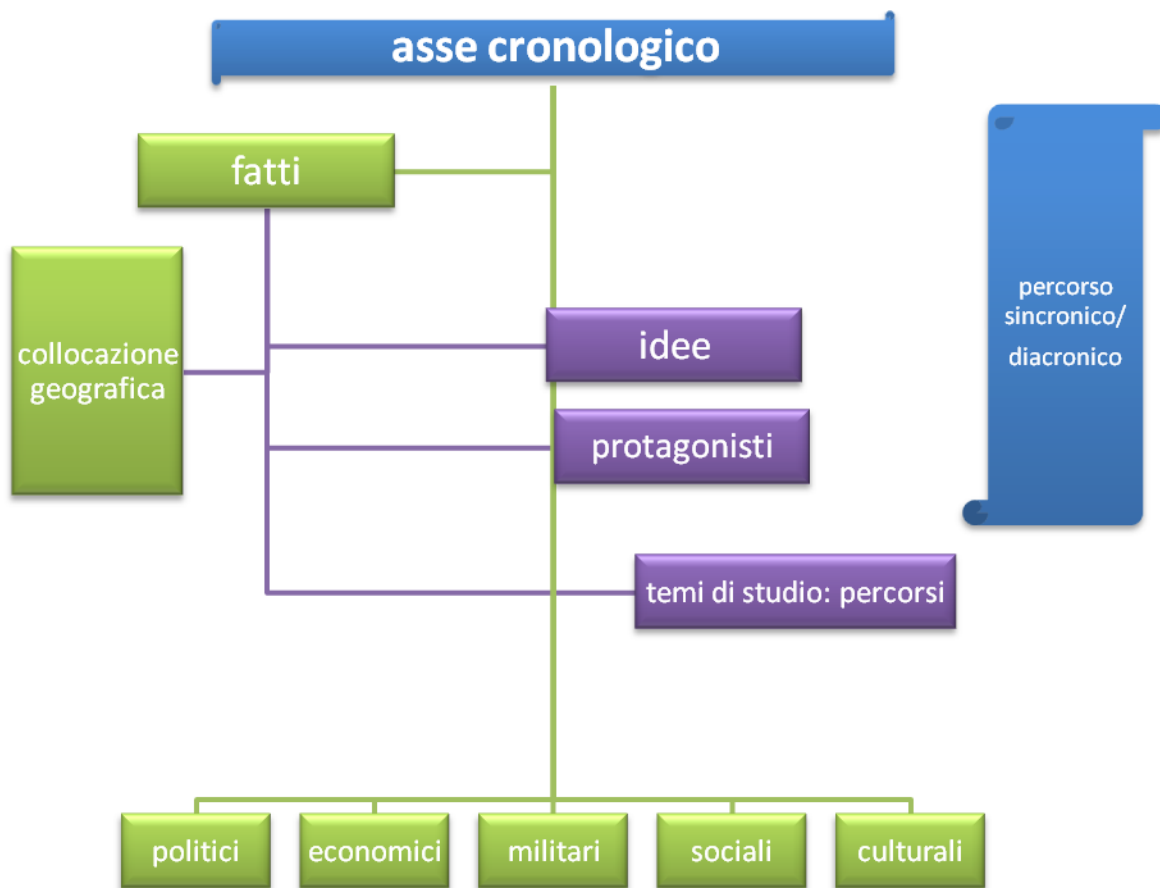 asse cronologico
fatti
collocazione
geografica
idee
protagonisti
temi di studio: percorsi
percorso
sincronico/
diacronico
politici
economici
militari
sociali
culturali